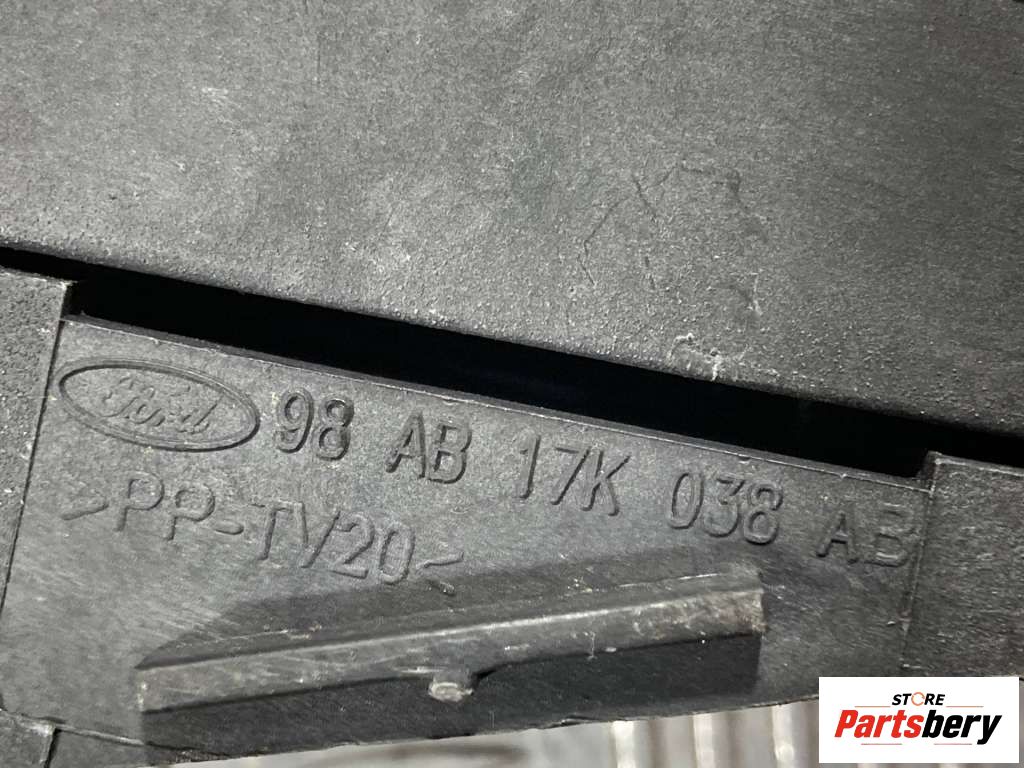 Ford 98 AB 17K 038 AB
>PP-TV20<
STORE
Partsbery